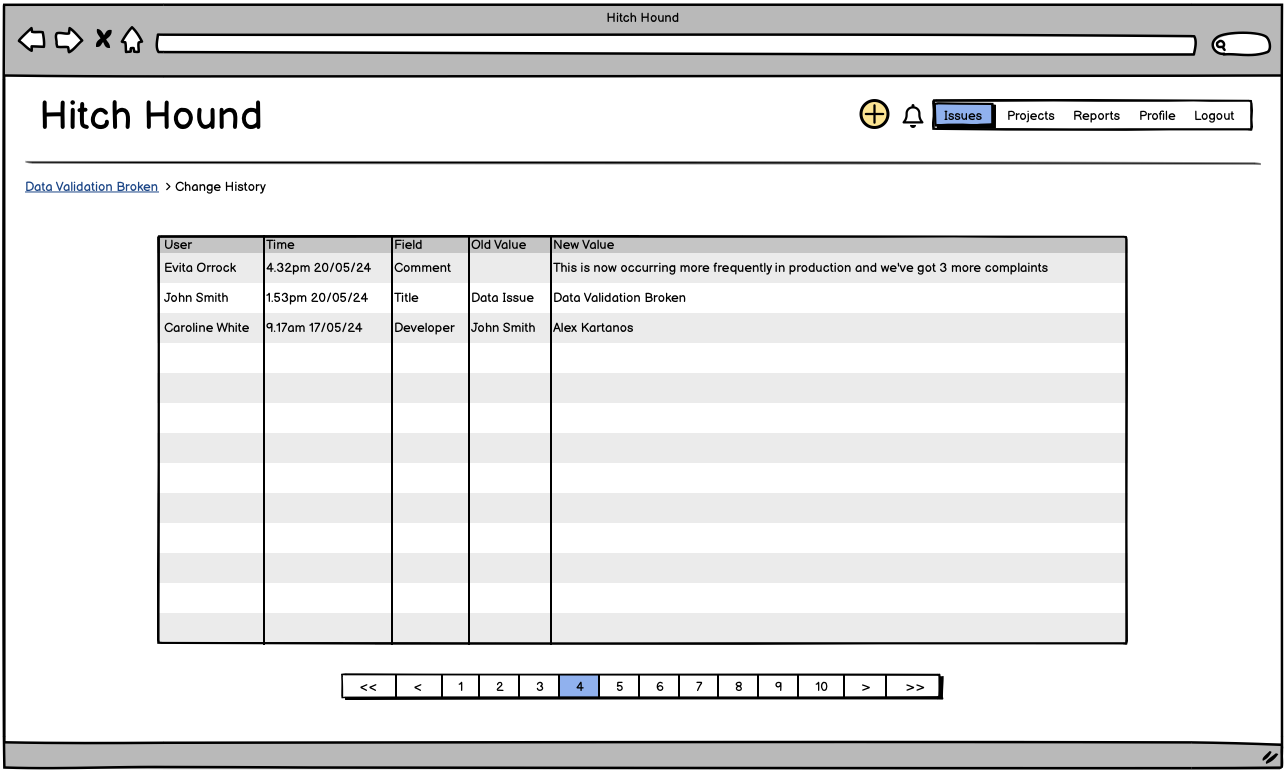 Hitch Hound
Hitch Hound
Issues Projects Reports Profile Logout
Data Validation Broken > Change History
User Time Field Old Value New Value
Evita Orrock 4.32pm 20/05/24 Comment This is now occurring more frequently in production and we've got 3 more complaints
John Smith 1.53pm 20/05/24 Title Data Issue Data Validation Broken
Caroline White 9.17am 17/05/24 Developer John Smith Alex Kartanos
<< < 1 2 3 4 5 6 7 8 9 10 > >>